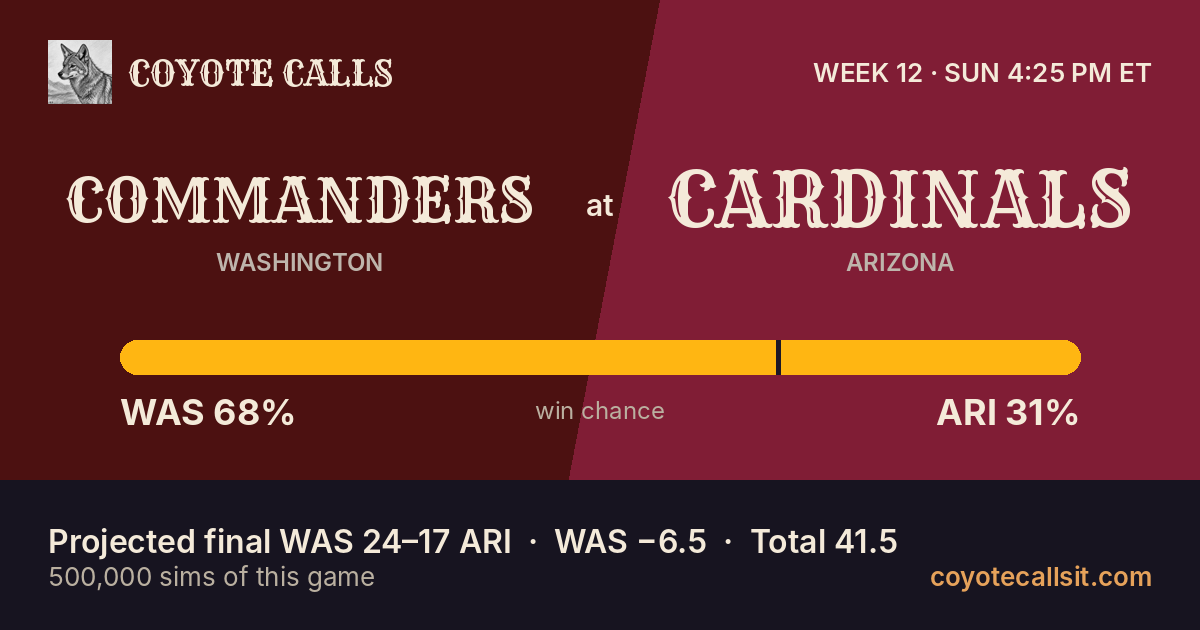 COYOTE CALLS
WEEK 12 · SUN 4:25 PM ET
COMMANDERS at CARDINALS
WASHINGTON ARIZONA
WAS 68% win chance ARI 31%
Projected final WAS 24–17 ARI · WAS −6.5 · Total 41.5
500,000 sims of this game
coyotecallsit.com